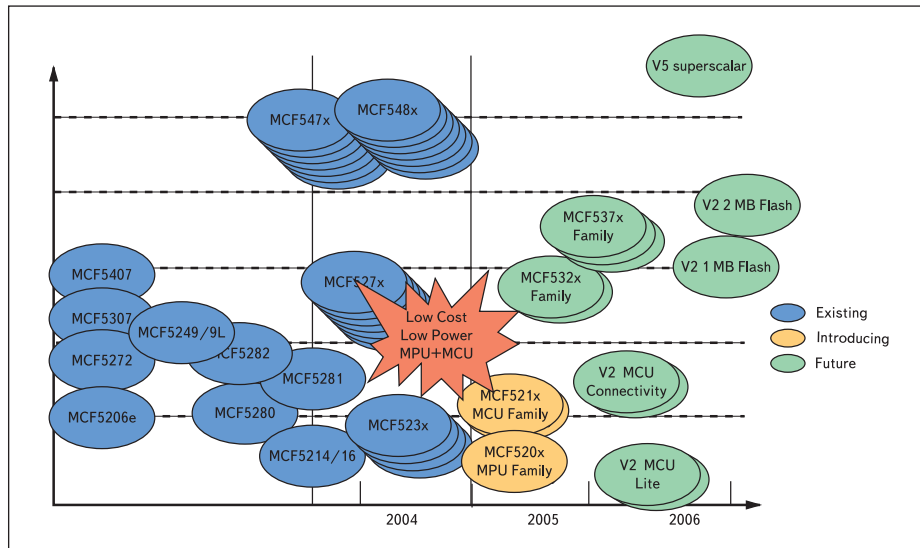 V5 superscalar
MCF547x
MCF548x
V2 2 MB Flash
MCF537x
Family
V2 1 MB Flash
MCF5407
MCF527x
MCF532x
Family
MCF5307
MCF5249/9L
Low Cost
Low Power
MPU+MCU
Existing
Introducing
Future
MCF5272
MCF5282
MCF5281
V2 MCU
Connectivity
MCF5206e
MCF5280
MCF523x
MCF521x
MCU Family
MCF5214/16
MCF520x
MPU Family
V2 MCU
Lite
2004
2005
2006